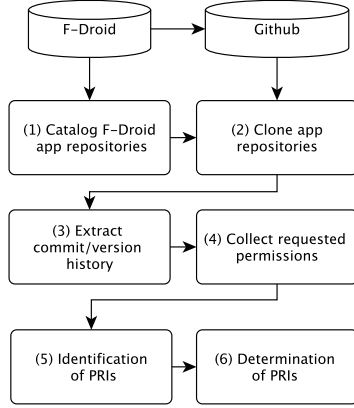 F-Droid
Github
(1) Catalog F-Droid
app repositories
(2) Clone app
repositories
(3) Extract
commit/version
history
(4) Collect requested
permissions
(5) Identification
of PRIs
(6) Determination
of PRIs